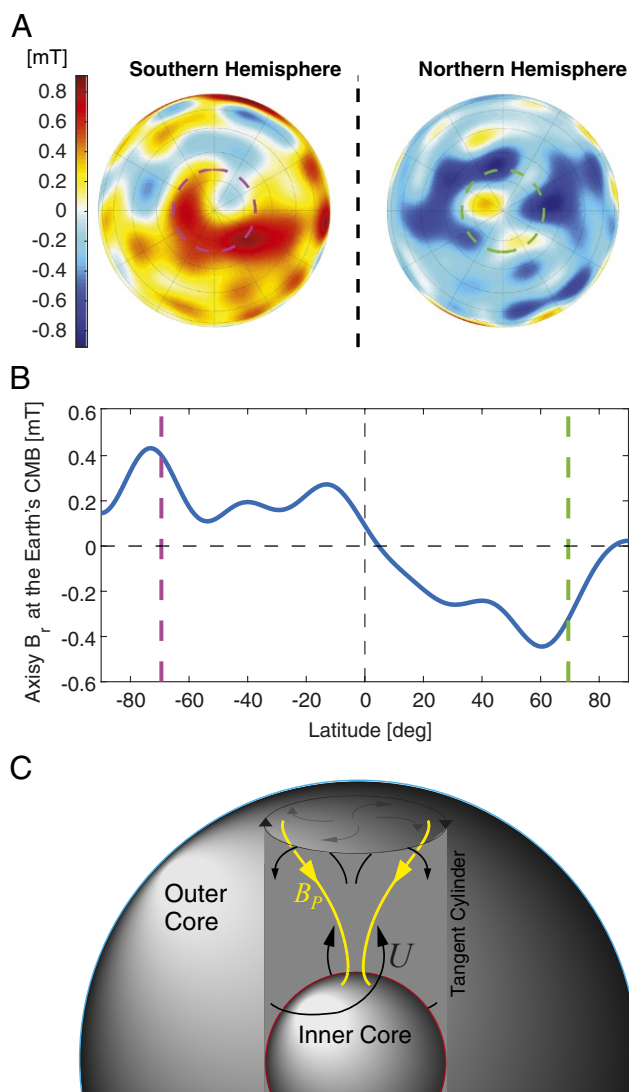 A
[mT]
Southern Hemisphere
Northern Hemisphere
0.8
0.6
0.4
0.2
0
-0.2
-0.4
-0.6
-0.8
B
Axisy B_r at the Earth's CMB [mT]
0.6
0.4
0.2
0
-0.2
-0.4
-0.6
-80 -60 -40 -20 0 20 40 60 80
Latitude [deg]
C
Outer
Core
B_P
U
Tangent Cylinder
Inner Core